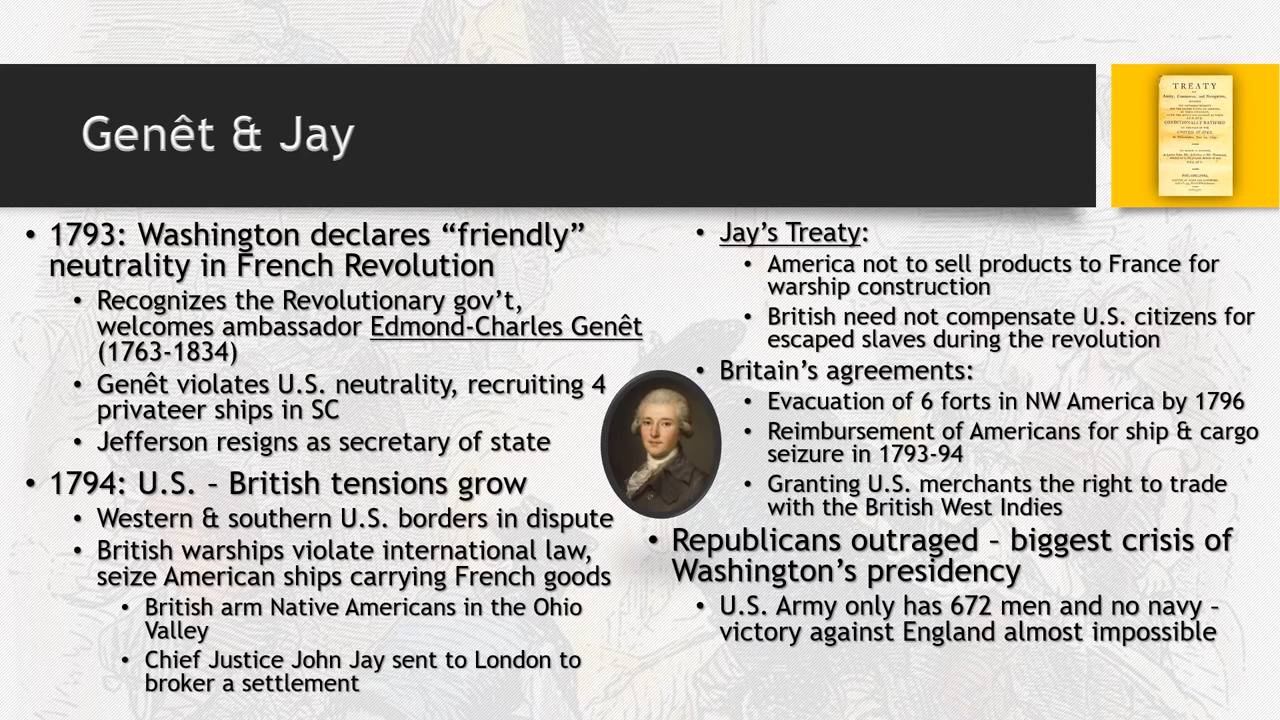 Genêt & Jay
TREATY
• 1793: Washington declares “friendly”
neutrality in French Revolution
• Recognizes the Revolutionary gov’t,
welcomes ambassador Edmond-Charles Genêt
(1763-1834)
• Genêt violates U.S. neutrality, recruiting 4
privateer ships in SC
• Jefferson resigns as secretary of state
• 1794: U.S. – British tensions grow
• Western & southern U.S. borders in dispute
• British warships violate international law,
seize American ships carrying French goods
• British arm Native Americans in the Ohio
Valley
• Chief Justice John Jay sent to London to
broker a settlement
• Jay’s Treaty:
• America not to sell products to France for
warship construction
• British need not compensate U.S. citizens for
escaped slaves during the revolution
• Britain’s agreements:
• Evacuation of 6 forts in NW America by 1796
• Reimbursement of Americans for ship & cargo
seizure in 1793-94
• Granting U.S. merchants the right to trade
with the British West Indies
• Republicans outraged – biggest crisis of
Washington’s presidency
• U.S. Army only has 672 men and no navy –
victory against England almost impossible